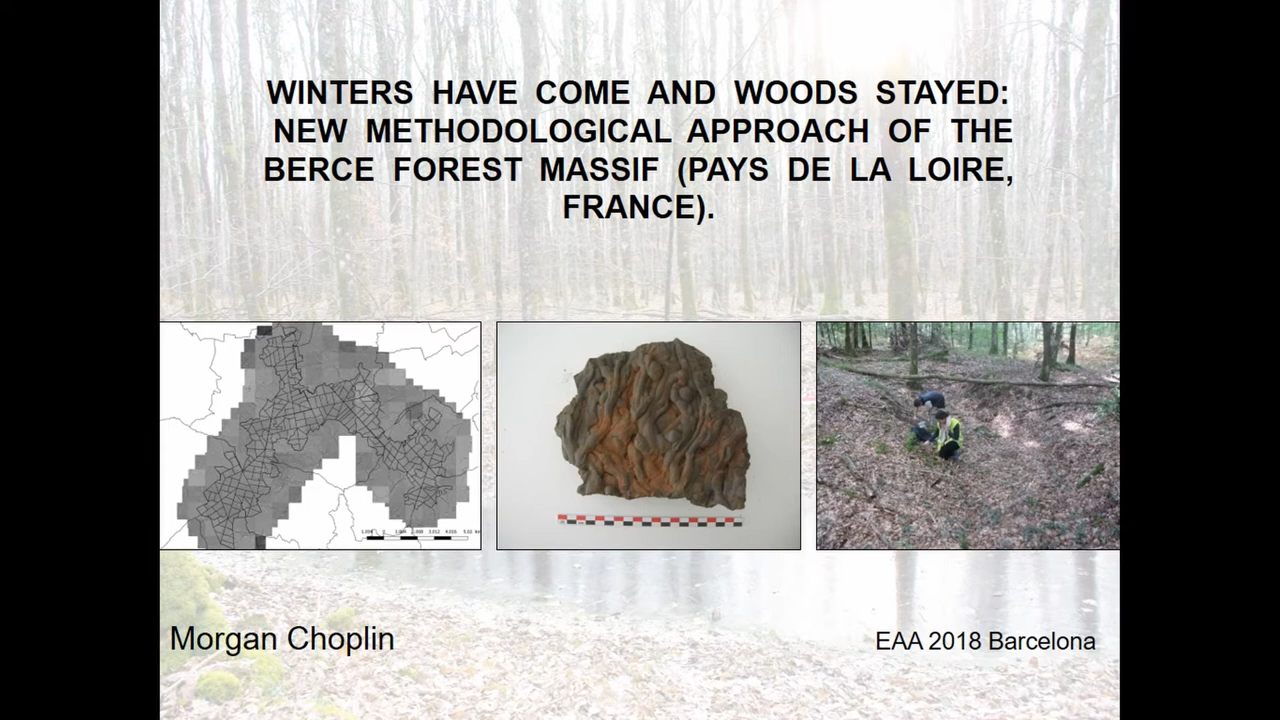 WINTERS HAVE COME AND WOODS STAYED:
NEW METHODOLOGICAL APPROACH OF THE
BERCE FOREST MASSIF (PAYS DE LA LOIRE,
FRANCE).
Morgan Choplin
EAA 2018 Barcelona